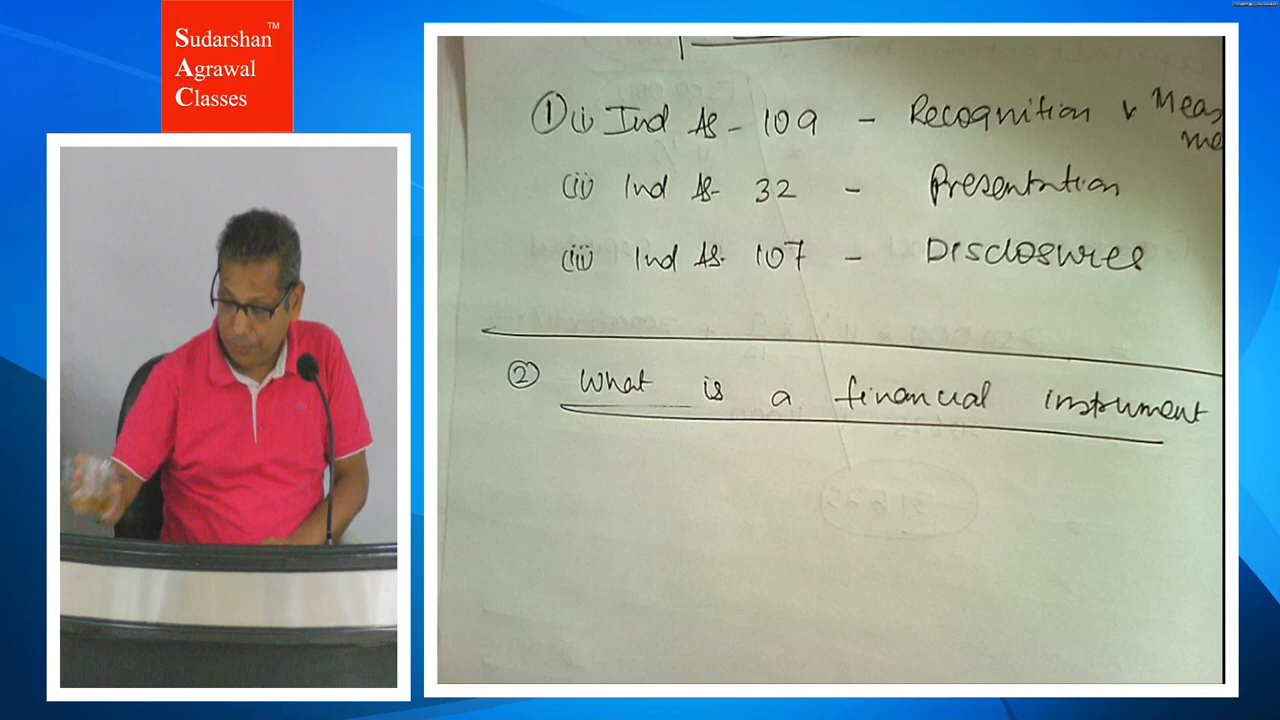 Sudarshan™
Agrawal
Classes
① (i) Ind AS - 109 - Recognition & Meas
me
(ii) Ind AS- 32 - Presentation
(iii) Ind AS- 107 - Disclosures
② What is a financial instrument